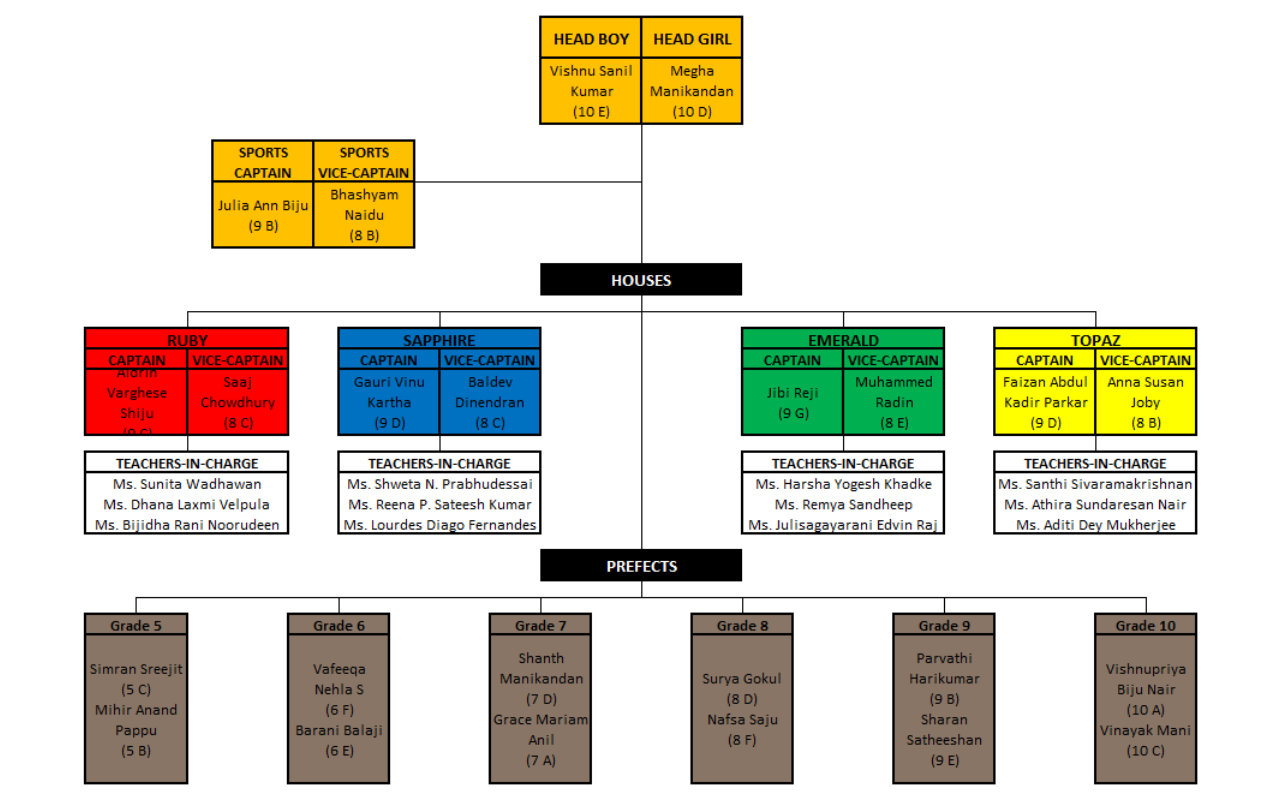 HEAD BOY
HEAD GIRL
Vishnu Sanil
Kumar
(10 E)
Megha
Manikandan
(10 D)
SPORTS
CAPTAIN
SPORTS
VICE-CAPTAIN
Julia Ann Biju
(9 B)
Bhashyam
Naidu
(8 B)
HOUSES
RUBY
CAPTAIN
VICE-CAPTAIN
Varghese
Shiju
Saaj
Chowdhury
(8 C)
TEACHERS-IN-CHARGE
Ms. Sunita Wadhawan
Ms. Dhana Laxmi Velpula
Ms. Bijidha Rani Noorudeen
SAPPHIRE
CAPTAIN
VICE-CAPTAIN
Gauri Vinu
Kartha
(9 D)
Baldev
Dinendran
(8 C)
TEACHERS-IN-CHARGE
Ms. Shweta N. Prabhudessai
Ms. Reena P. Sateesh Kumar
Ms. Lourdes Diago Fernandes
EMERALD
CAPTAIN
VICE-CAPTAIN
Jibi Reji
(9 G)
Muhammed
Radin
(8 E)
TEACHERS-IN-CHARGE
Ms. Harsha Yogesh Khadke
Ms. Remya Sandheep
Ms. Julisagayarani Edvin Raj
TOPAZ
CAPTAIN
VICE-CAPTAIN
Faizan Abdul
Kadir Parkar
(9 D)
Anna Susan
Joby
(8 B)
TEACHERS-IN-CHARGE
Ms. Santhi Sivaramakrishnan
Ms. Athira Sundaresan Nair
Ms. Aditi Dey Mukherjee
PREFECTS
Grade 5
Simran Sreejit
(5 C)
Mihir Anand
Pappu
(5 B)
Grade 6
Vafeeqa
Nehla S
(6 F)
Barani Balaji
(6 E)
Grade 7
Shanth
Manikandan
(7 D)
Grace Mariam
Anil
(7 A)
Grade 8
Surya Gokul
(8 D)
Nafsa Saju
(8 F)
Grade 9
Parvathi
Harikumar
(9 B)
Sharan
Satheeshan
(9 E)
Grade 10
Vishnupriya
Biju Nair
(10 A)
Vinayak Mani
(10 C)